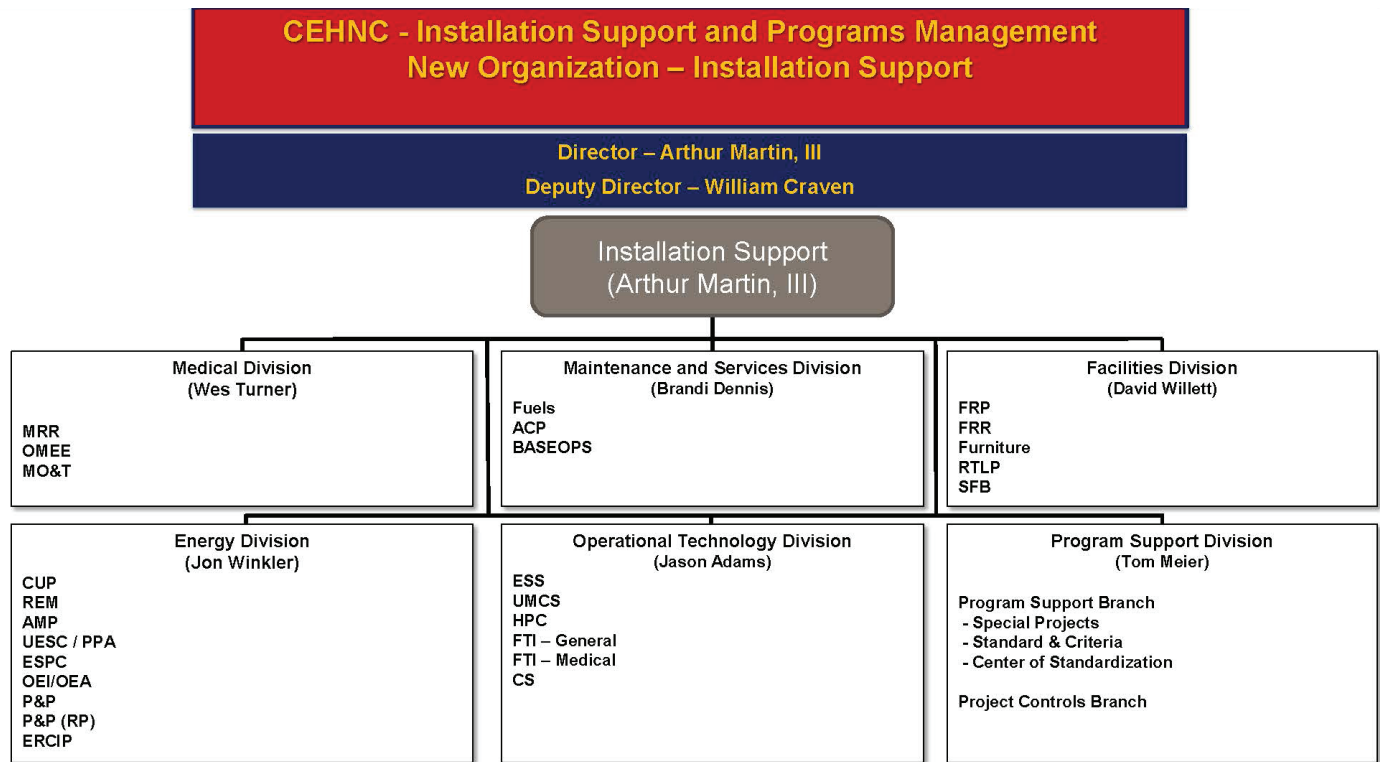 CEHNC - Installation Support and Programs Management
New Organization – Installation Support
Director – Arthur Martin, III
Deputy Director – William Craven
Installation Support
(Arthur Martin, III)
Medical Division
(Wes Turner)
MRR
OMEE
MO&T
Maintenance and Services Division
(Brandi Dennis)
Fuels
ACP
BASEOPS
Facilities Division
(David Willett)
FRP
FRR
Furniture
RTLP
SFB
Energy Division
(Jon Winkler)
CUP
REM
AMP
UESC / PPA
ESPC
OEI/OEA
P&P
P&P (RP)
ERCIP
Operational Technology Division
(Jason Adams)
ESS
UMCS
HPC
FTI – General
FTI – Medical
CS
Program Support Division
(Tom Meier)
Program Support Branch
- Special Projects
- Standard & Criteria
- Center of Standardization
Project Controls Branch